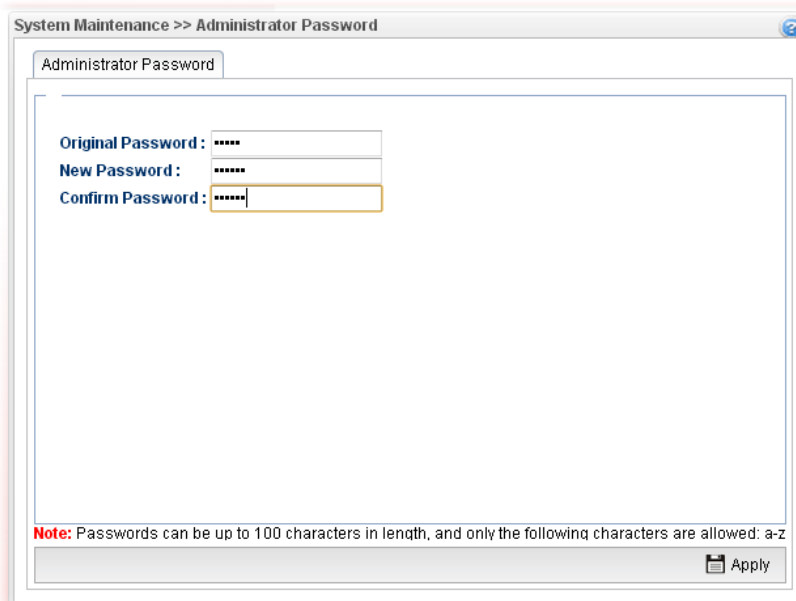 System Maintenance >> Administrator Password
?
Administrator Password
Original Password : •••••
New Password : ••••••
Confirm Password : ••••••
Note: Passwords can be up to 100 characters in length, and only the following characters are allowed: a-z
Apply